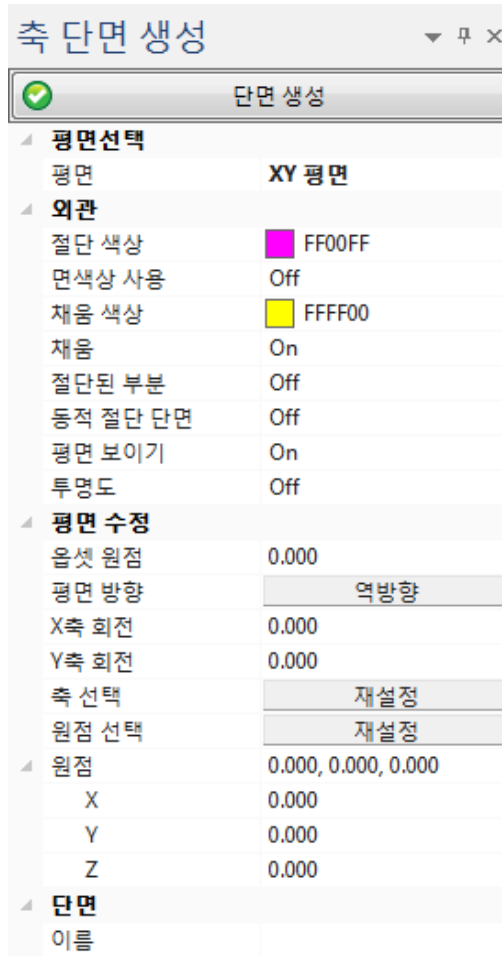 축 단면 생성
단면 생성
평면선택
평면 XY 평면
외관
절단 색상 FF00FF
면색상 사용 Off
채움 색상 FFFF00
채움 On
절단된 부분 Off
동적 절단 단면 Off
평면 보이기 On
투명도 Off
평면 수정
옵셋 원점 0.000
평면 방향 역방향
X축 회전 0.000
Y축 회전 0.000
축 선택 재설정
원점 선택 재설정
원점 0.000, 0.000, 0.000
X 0.000
Y 0.000
Z 0.000
단면
이름